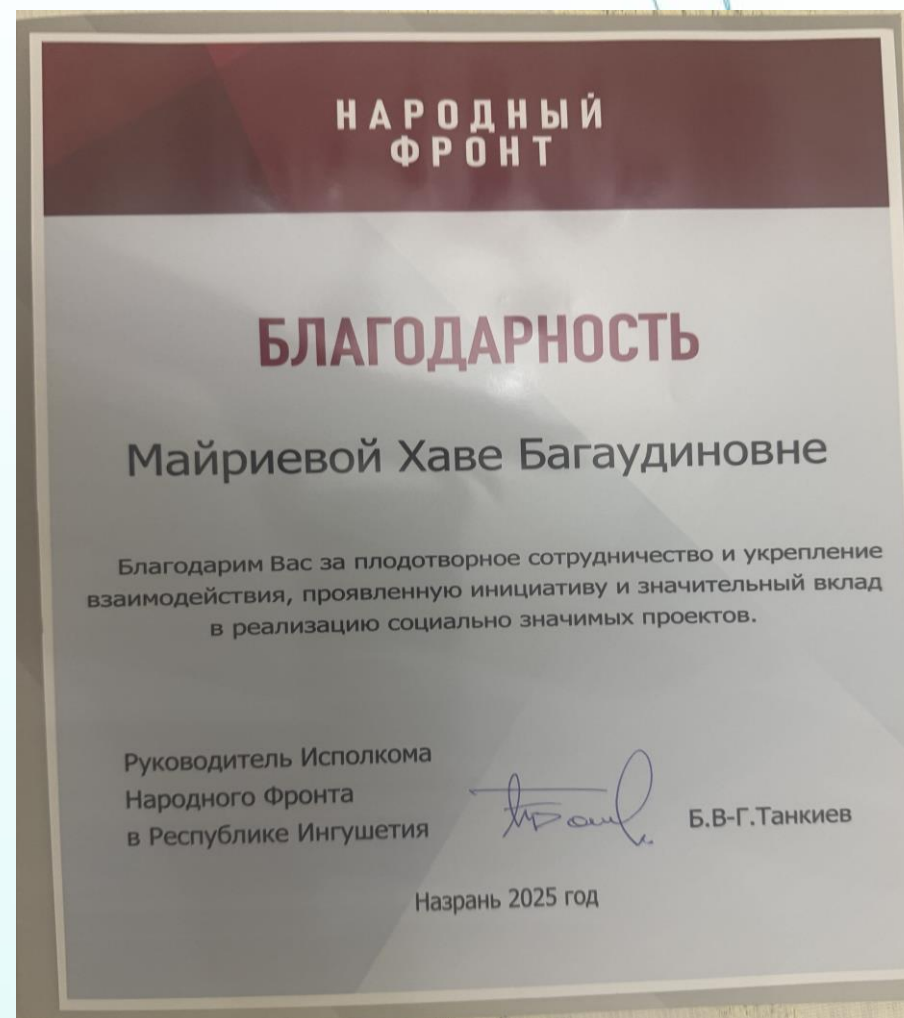 НАРОДНЫЙ
ФРОНТ
БЛАГОДАРНОСТЬ
Майриевой Хаве Багаудиновне
Благодарим Вас за плодотворное сотрудничество и укрепление
взаимодействия, проявленную инициативу и значительный вклад
в реализацию социально значимых проектов.
Руководитель Исполкома
Народного Фронта
в Республике Ингушетия
Б.В-Г.Танкиев
Назрань 2025 год